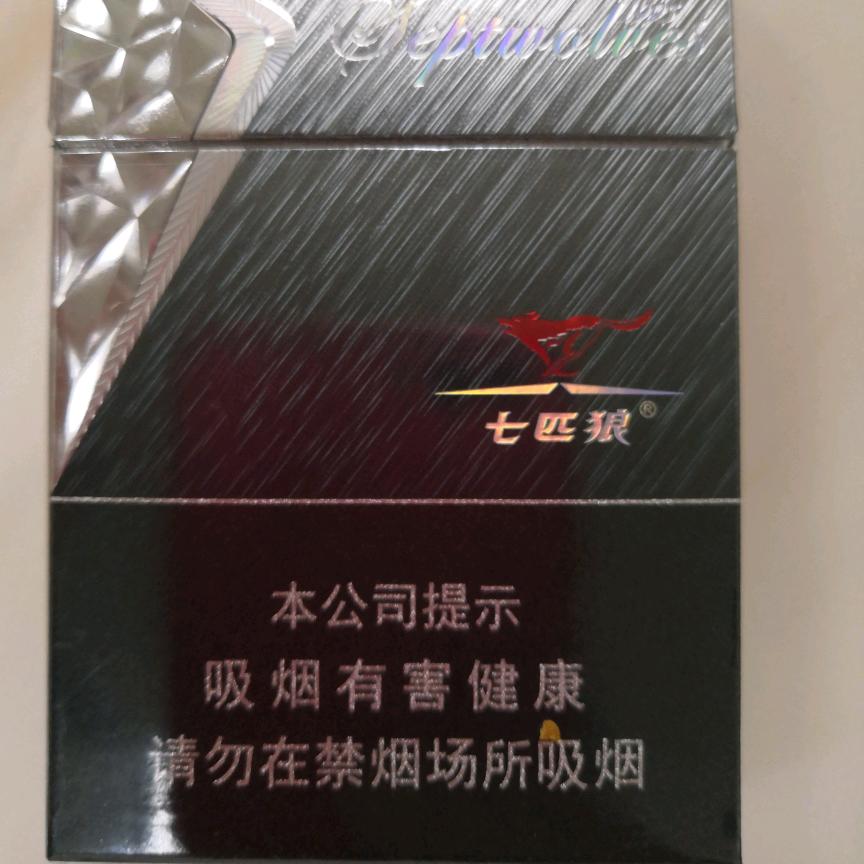 Septwolves
七匹狼®
本公司提示
吸烟有害健康
请勿在禁烟场所吸烟